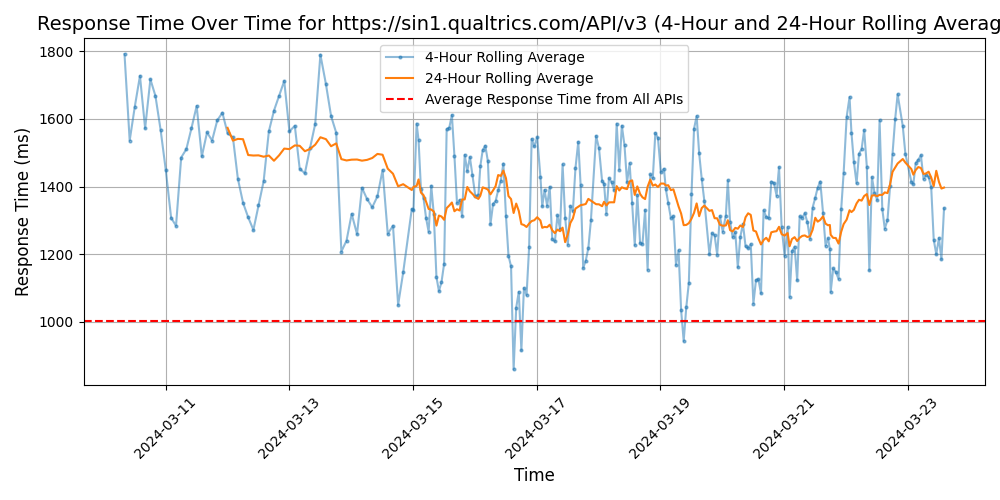 Response Time Over Time for https://sin1.qualtrics.com/API/v3 (4-Hour and 24-Hour Rolling Averag
4-Hour Rolling Average
24-Hour Rolling Average
Average Response Time from All APIs
Response Time (ms)
1800
1600
1400
1200
1000
2024-03-11
2024-03-13
2024-03-15
2024-03-17
2024-03-19
2024-03-21
2024-03-23
Time